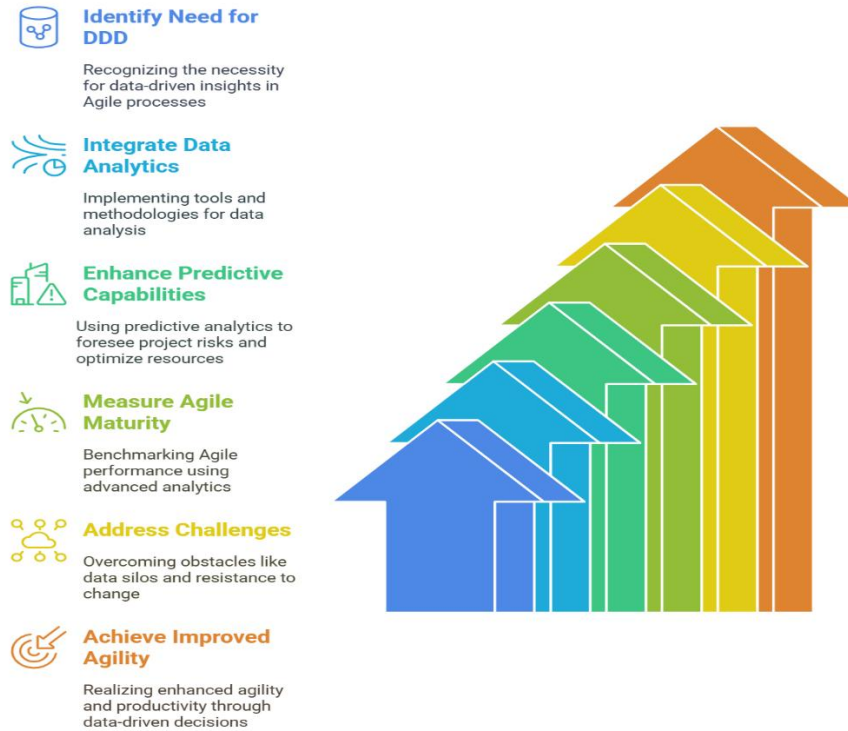 Identify Need for
DDD
Recognizing the necessity
for data-driven insights in
Agile processes
Integrate Data
Analytics
Implementing tools and
methodologies for data
analysis
Enhance Predictive
Capabilities
Using predictive analytics to
foresee project risks and
optimize resources
Measure Agile
Maturity
Benchmarking Agile
performance using
advanced analytics
Address Challenges
Overcoming obstacles like
data silos and resistance to
change
Achieve Improved
Agility
Realizing enhanced agility
and productivity through
data-driven decisions